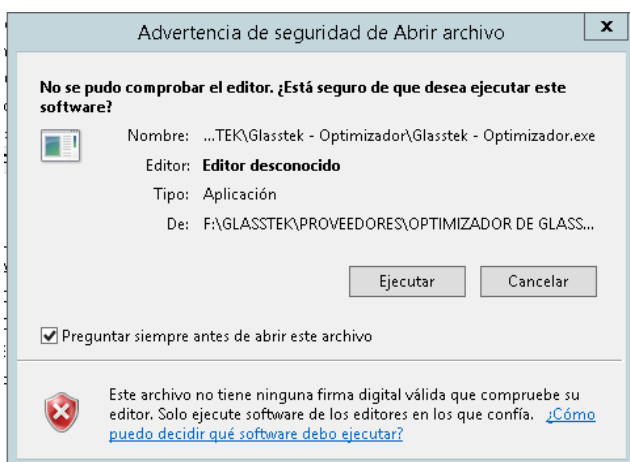 Advertencia de seguridad de Abrir archivo
x
No se pudo comprobar el editor. ¿Está seguro de que desea ejecutar este
software?
Nombre: ...TEK\Glasstek - Optimizador\Glasstek - Optimizador.exe
Editor: Editor desconocido
Tipo: Aplicación
De: F:\GLASSTEK\PROVEEDORES\OPTIMIZADOR DE GLASS...
Ejecutar Cancelar
Preguntar siempre antes de abrir este archivo
Este archivo no tiene ninguna firma digital válida que compruebe su
editor. Solo ejecute software de los editores en los que confía. ¿Cómo
puedo decidir qué software debo ejecutar?